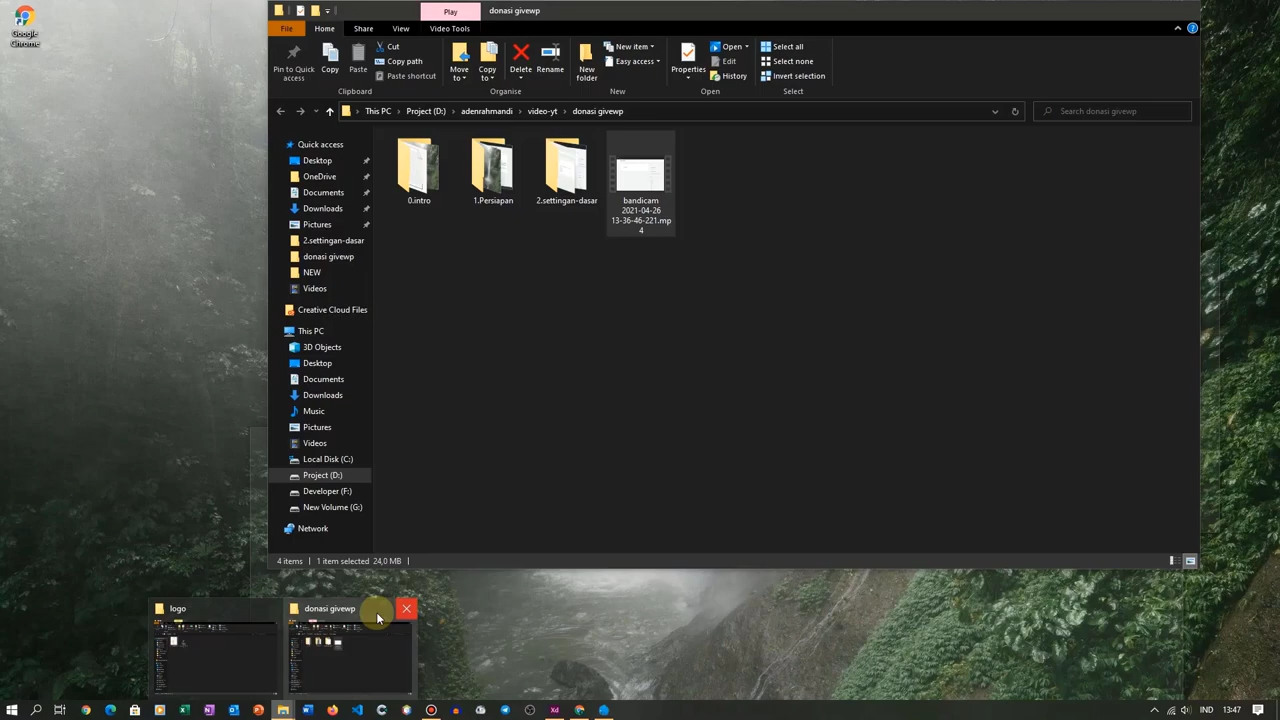 Google
Chrome
Play
donasi givewp
File
Home
Share
View
Video Tools
Pin to Quick
access
Copy
Paste
Cut
Copy path
Paste shortcut
Clipboard
Move
to
Copy
to
Delete
Rename
Organise
New
folder
New item
Easy access
New
Properties
Open
Edit
History
Open
Select all
Select none
Invert selection
Select
This PC > Project (D:) > adenrahmandi > video-yt > donasi givewp
Search donasi givewp
Quick access
Desktop
OneDrive
Documents
Downloads
Pictures
2.settingan-dasar
donasi givewp
NEW
Videos
Creative Cloud Files
This PC
3D Objects
Desktop
Documents
Downloads
Music
Pictures
Videos
Local Disk (C:)
Project (D:)
Developer (F:)
New Volume (G:)
Network
0.intro
1.Persiapan
2.settingan-dasar
bandicam
2021-04-26
13-36-46-221.mp
4
4 items
1 item selected 24,0 MB
logo
donasi givewp
Xd
IND
13:47